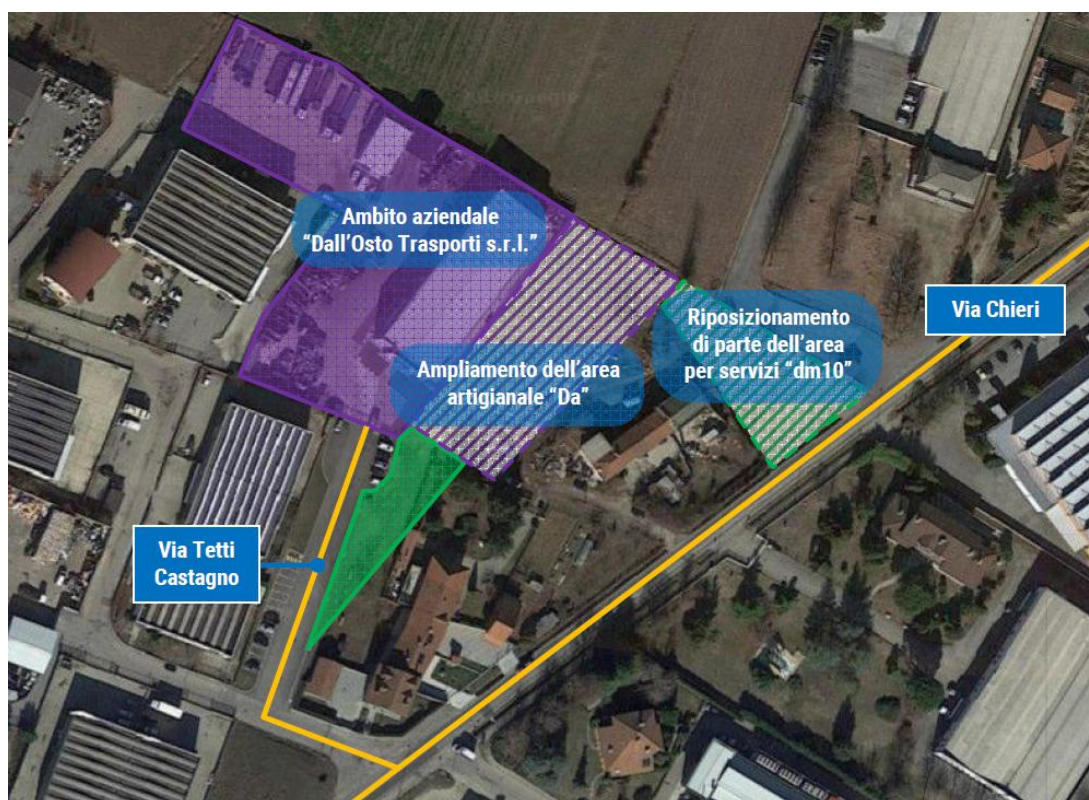 Ambito aziendale
“Dall’Osto Trasporti s.r.l.”
Riposizionamento
di parte dell’area
per servizi “dm10”
Via Chieri
Ampliamento dell’area
artigianale “Da”
Via Tetti
Castagno